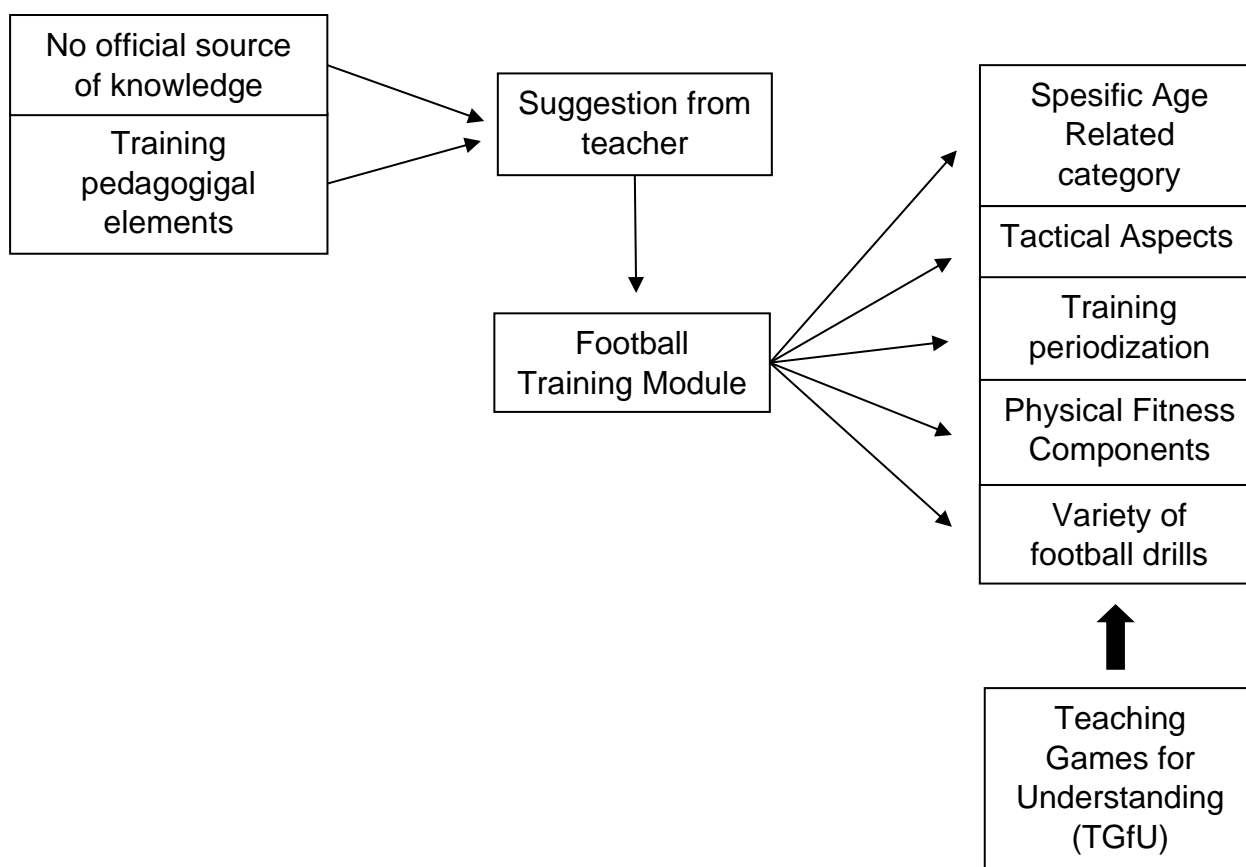 No official source
of knowledge
Training
pedagogigal
elements
Suggestion from
teacher
Football
Training Module
Spesific Age
Related
category
Tactical Aspects
Training
periodization
Physical Fitness
Components
Variety of
football drills
Teaching
Games for
Understanding
(TGfU)